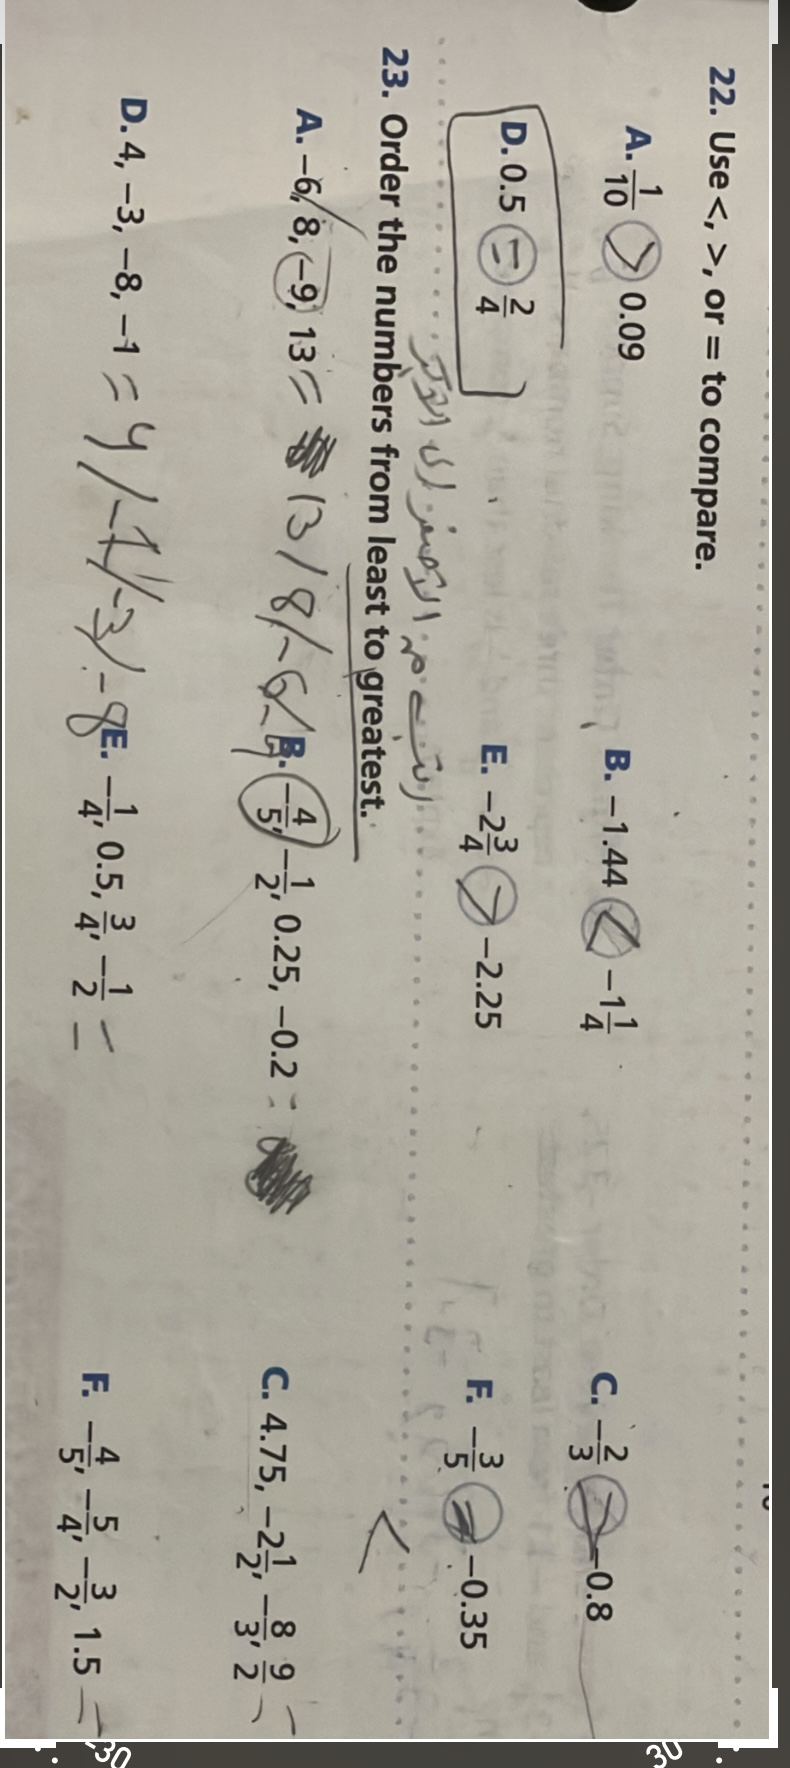 22. Use <, >, or = to compare.
A. 1/10 > 0.09
B. −1.44 < −1 1/4
C. −2/3 > −0.8
D. 0.5 = 2/4
E. −2 3/4 > −2.25
F. −3/5 −0.35
رتب من الأصغر إلى الأكبر
23. Order the numbers from least to greatest.
A. −6, 8, −9, 13 = 13/8/-6/-9
B. −4/5, −1/2, 0.25, −0.2 =
C. 4.75, −2 1/2, −8/3, 9/2 =
D. 4, −3, −8, −1 = 4/-1/-3/-8
E. −1/4, 0.5, 3/4, −1/2 =
F. −4/5, −5/4, −3/2, 1.5 =
-30
30